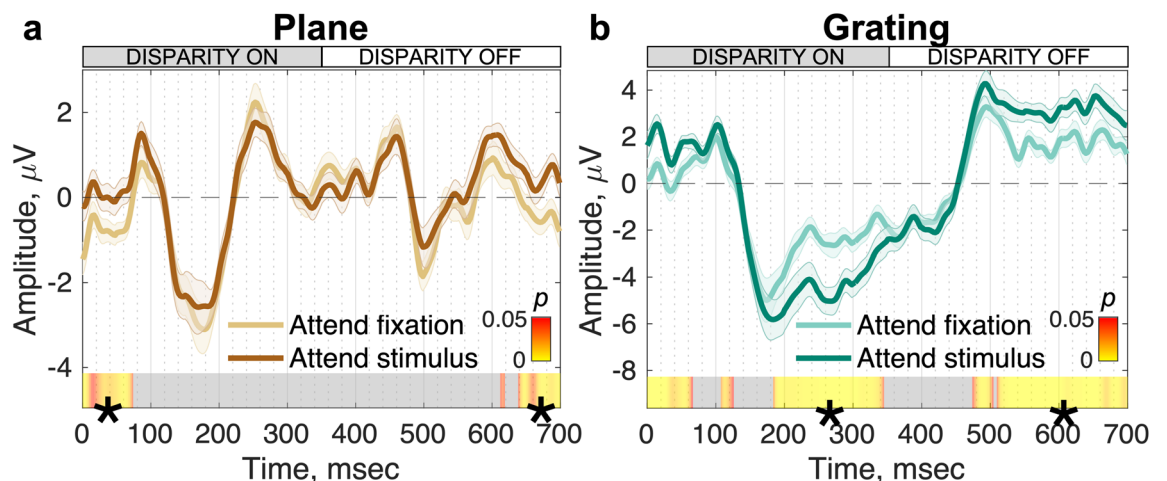 a Plane
DISPARITY ON DISPARITY OFF
2
0
-2
-4
Amplitude, μV
Attend fixation
Attend stimulus
p
0.05
0
*
*
0 100 200 300 400 500 600 700
Time, msec
b Grating
DISPARITY ON DISPARITY OFF
4
2
0
-2
-4
-6
-8
Amplitude, μV
Attend fixation
Attend stimulus
p
0.05
0
*
*
0 100 200 300 400 500 600 700
Time, msec